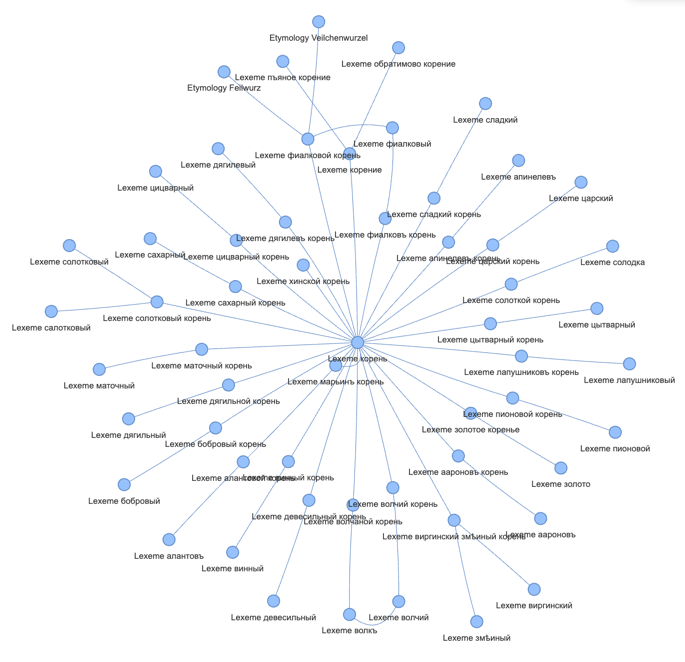 Etymology Veilchenwurzel
Lexeme обратимово корение
Lexeme пъяное корение
Etymology Feilwurz
Lexeme сладкий
Lexeme фиалковый
Lexeme фиалковой корень
Lexeme дягилевый
Lexeme корение
Lexeme апинелевъ
Lexeme цицварный
Lexeme царский
Lexeme сладкий корень
Lexeme фиалковъ корень
Lexeme дягилевъ корень
Lexeme сахарный
Lexeme цицварный корень
Lexeme апинелевъ корень
Lexeme царский корень
Lexeme солотковый
Lexeme солодка
Lexeme хинской корень
Lexeme сахарный корень
Lexeme солоткой корень
Lexeme солотковый корень
Lexeme салотковый
Lexeme цытварный
Lexeme цытварный корень
Lexeme корень
Lexeme маточный корень
Lexeme лапушниковъ корень
Lexeme лапушниковый
Lexeme марьинъ корень
Lexeme маточный
Lexeme дягильной корень
Lexeme пионовой корень
Lexeme золотое коренье
Lexeme дягильный
Lexeme бобровый корень
Lexeme пионовой
Lexeme аароновъ корень
Lexeme винный корень
Lexeme золото
Lexeme бобровый
Lexeme волчий корень
Lexeme девесильный корень
Lexeme волчаной корень
Lexeme виргинский змѣиный корень
Lexeme аароновъ
Lexeme алантовъ
Lexeme винный
Lexeme виргинский
Lexeme девесильный
Lexeme волчий
Lexeme волкъ
Lexeme змѣиный